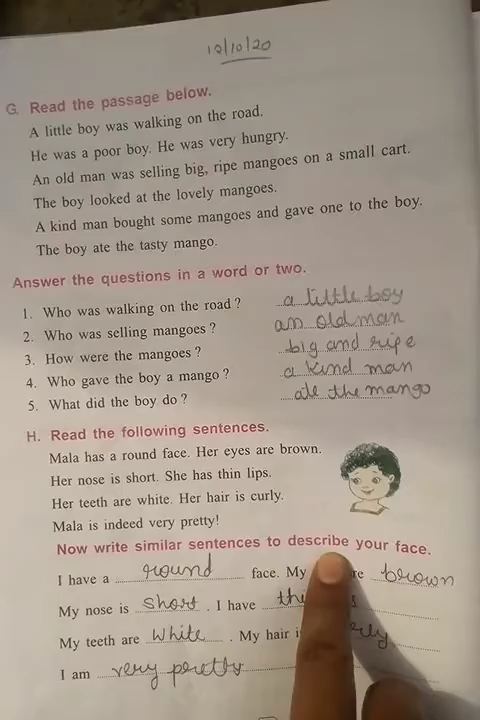 12/10/20
G. Read the passage below.
A little boy was walking on the road.
He was a poor boy. He was very hungry.
An old man was selling big, ripe mangoes on a small cart.
The boy looked at the lovely mangoes.
A kind man bought some mangoes and gave one to the boy.
The boy ate the tasty mango.
Answer the questions in a word or two.
1. Who was walking on the road? a little boy
2. Who was selling mangoes? an old man
3. How were the mangoes? big and ripe
4. Who gave the boy a mango? a kind man
5. What did the boy do? ate the mango
H. Read the following sentences.
Mala has a round face. Her eyes are brown.
Her nose is short. She has thin lips.
Her teeth are white. Her hair is curly.
Mala is indeed very pretty!
Now write similar sentences to describe your face.
I have a round face. My re brown
My nose is short. I have thi s
My teeth are white. My hair i rly
I am very pretty